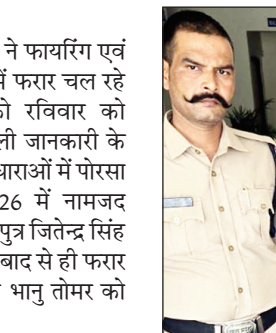 ने फायरिंग एवं
में फरार चल रहे
को रविवार को
ली जानकारी के
धाराओं में पोरसा
26 में नामजद
पुत्र जितेन्द्र सिंह
बाद से ही फरार
भानु तोमर को